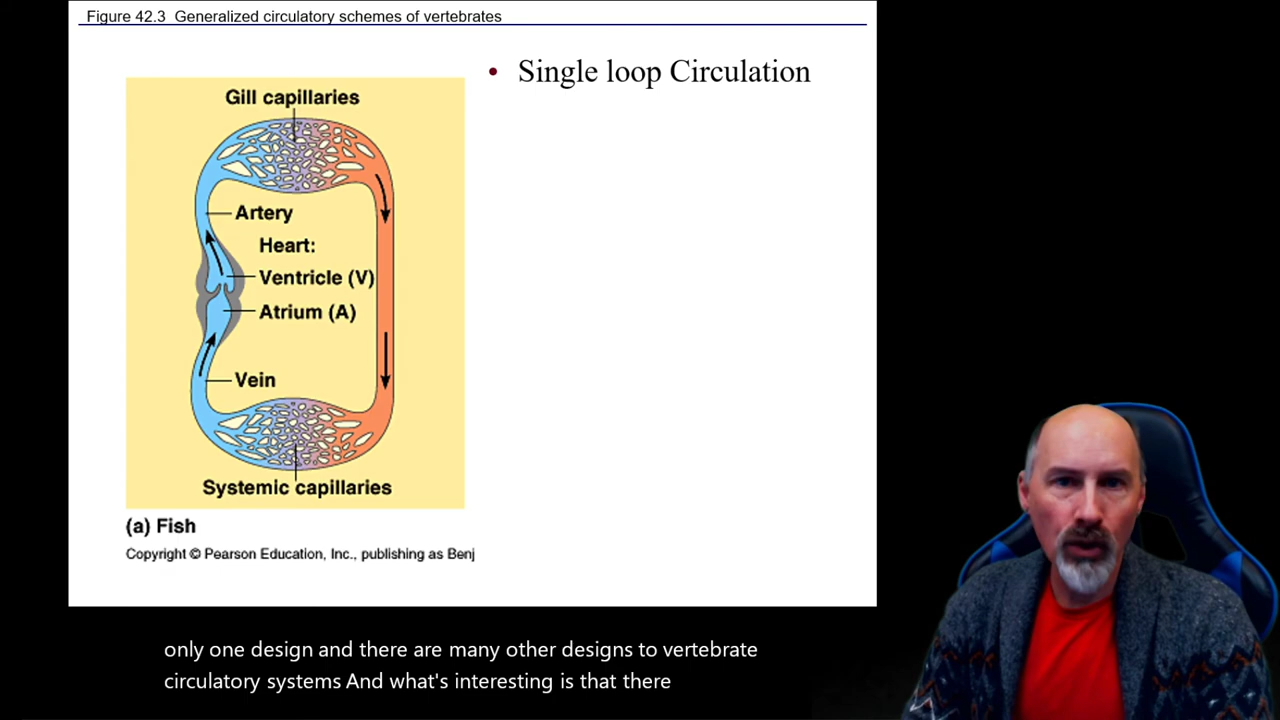 Figure 42.3 Generalized circulatory schemes of vertebrates
• Single loop Circulation
Gill capillaries
Artery
Heart:
Ventricle (V)
Atrium (A)
Vein
Systemic capillaries
(a) Fish
Copyright © Pearson Education, Inc., publishing as Benj
only one design and there are many other designs to vertebrate
circulatory systems And what's interesting is that there